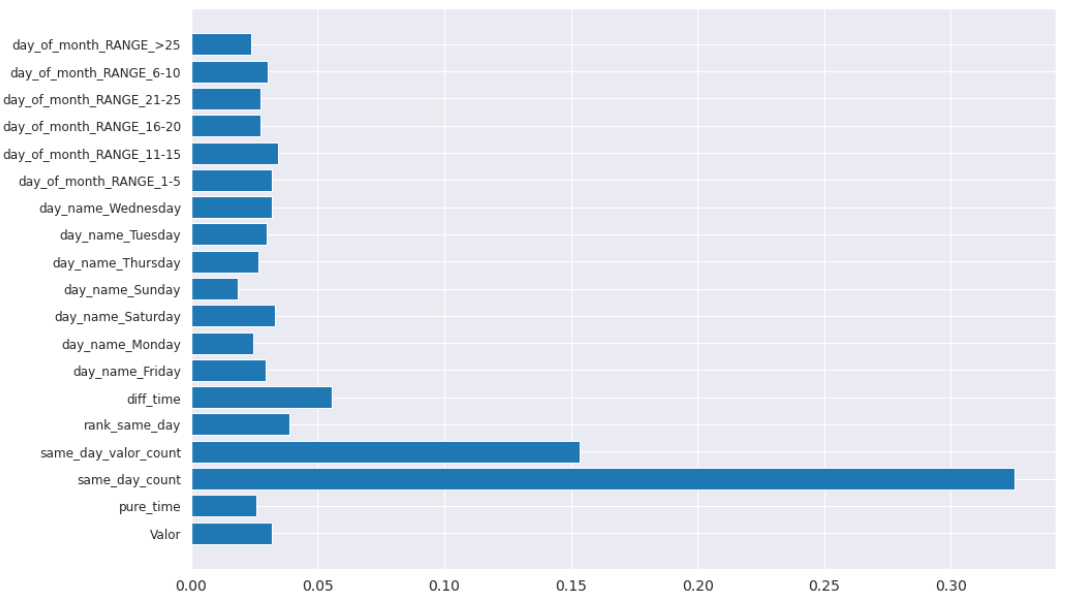 day_of_month_RANGE_>25
day_of_month_RANGE_6-10
day_of_month_RANGE_21-25
day_of_month_RANGE_16-20
day_of_month_RANGE_11-15
day_of_month_RANGE_1-5
day_name_Wednesday
day_name_Tuesday
day_name_Thursday
day_name_Sunday
day_name_Saturday
day_name_Monday
day_name_Friday
diff_time
rank_same_day
same_day_valor_count
same_day_count
pure_time
Valor
0.00 0.05 0.10 0.15 0.20 0.25 0.30